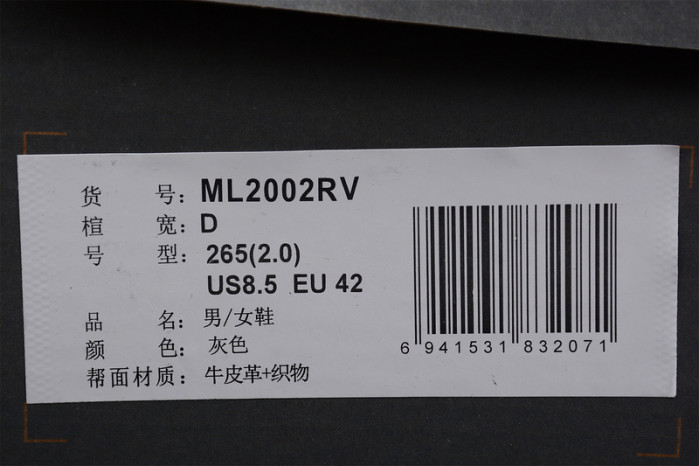 货 号: ML2002RV
楦 宽: D
号 型: 265(2.0)
US8.5 EU 42
品 名: 男/女鞋
颜 色: 灰色
帮面材质: 牛皮革+织物
6 941531 832071